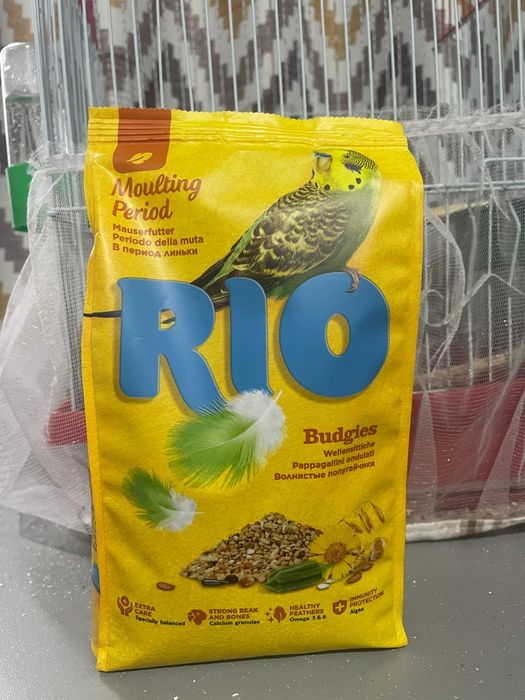 Moulting
Period
Mauserfutter
Periodo della muta
В период линьки
RIO
Budgies
Wellensittiche
Pappagallini ondulati
Волнистые попугайчики
EXTRA
CARE
Specially balanced
STRONG BEAK
AND BONES
Calcium granules
HEALTHY
FEATHERS
Omega 3 & 6
IMMUNITY
PROTECTION
Algae